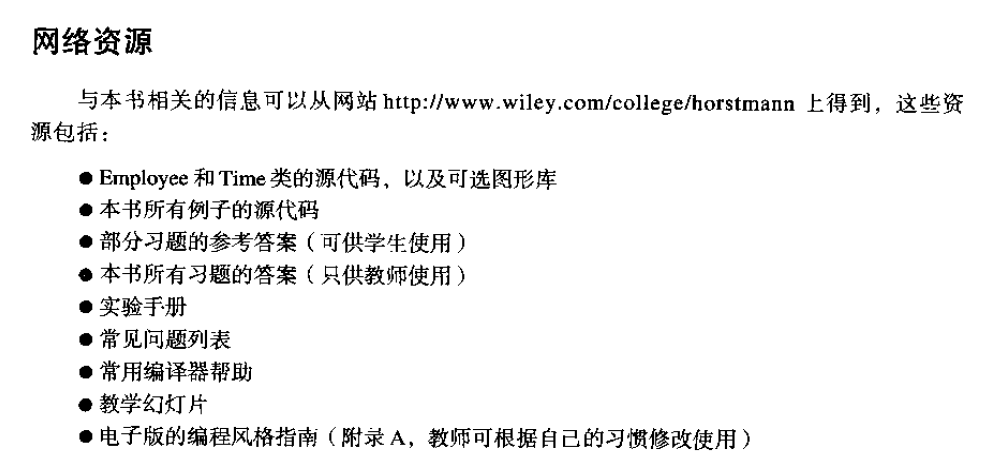 网络资源
与本书相关的信息可以从网站 http://www.wiley.com/college/horstmann 上得到，这些资
源包括：
● Employee 和 Time 类的源代码，以及可选图形库
● 本书所有例子的源代码
● 部分习题的参考答案（可供学生使用）
● 本书所有习题的答案（只供教师使用）
● 实验手册
● 常见问题列表
● 常用编译器帮助
● 教学幻灯片
● 电子版的编程风格指南（附录 A，教师可根据自己的习惯修改使用）